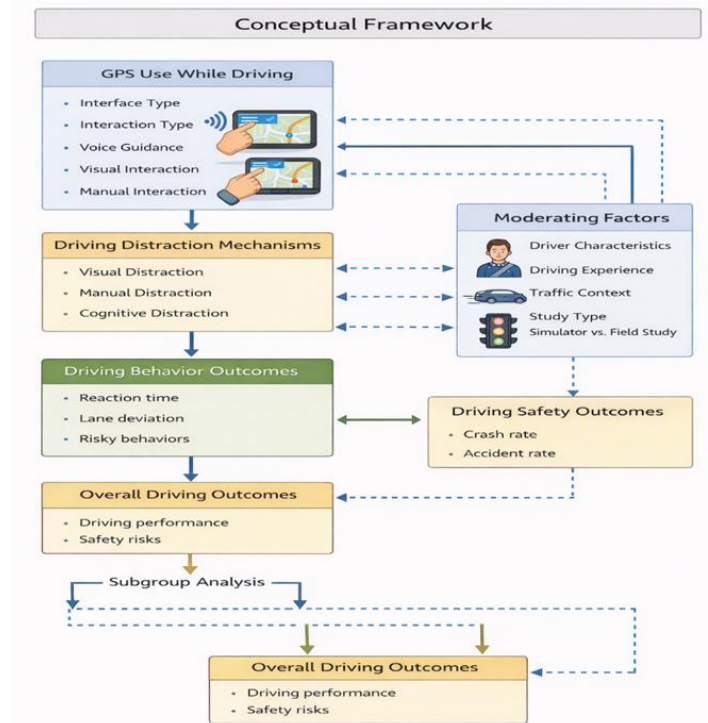 Conceptual Framework
GPS Use While Driving
• Interface Type
• Interaction Type
• Voice Guidance
• Visual Interaction
• Manual Interaction
Moderating Factors
Driver Characteristics
Driving Experience
Traffic Context
Study Type
Simulator vs. Field Study
Driving Distraction Mechanisms
• Visual Distraction
• Manual Distraction
• Cognitive Distraction
Driving Behavior Outcomes
• Reaction time
• Lane deviation
• Risky behaviors
Driving Safety Outcomes
• Crash rate
• Accident rate
Overall Driving Outcomes
• Driving performance
• Safety risks
Subgroup Analysis
Overall Driving Outcomes
• Driving performance
• Safety risks